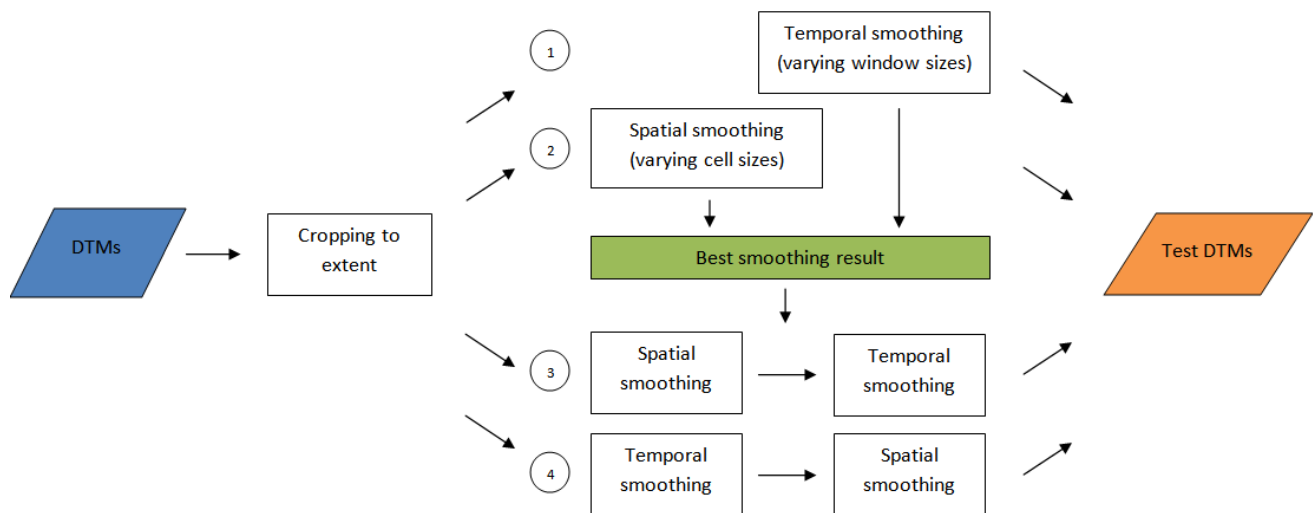 1
Temporal smoothing
(varying window sizes)
2
Spatial smoothing
(varying cell sizes)
DTMs
Cropping to
extent
Best smoothing result
Test DTMs
3
Spatial
smoothing
Temporal
smoothing
4
Temporal
smoothing
Spatial
smoothing